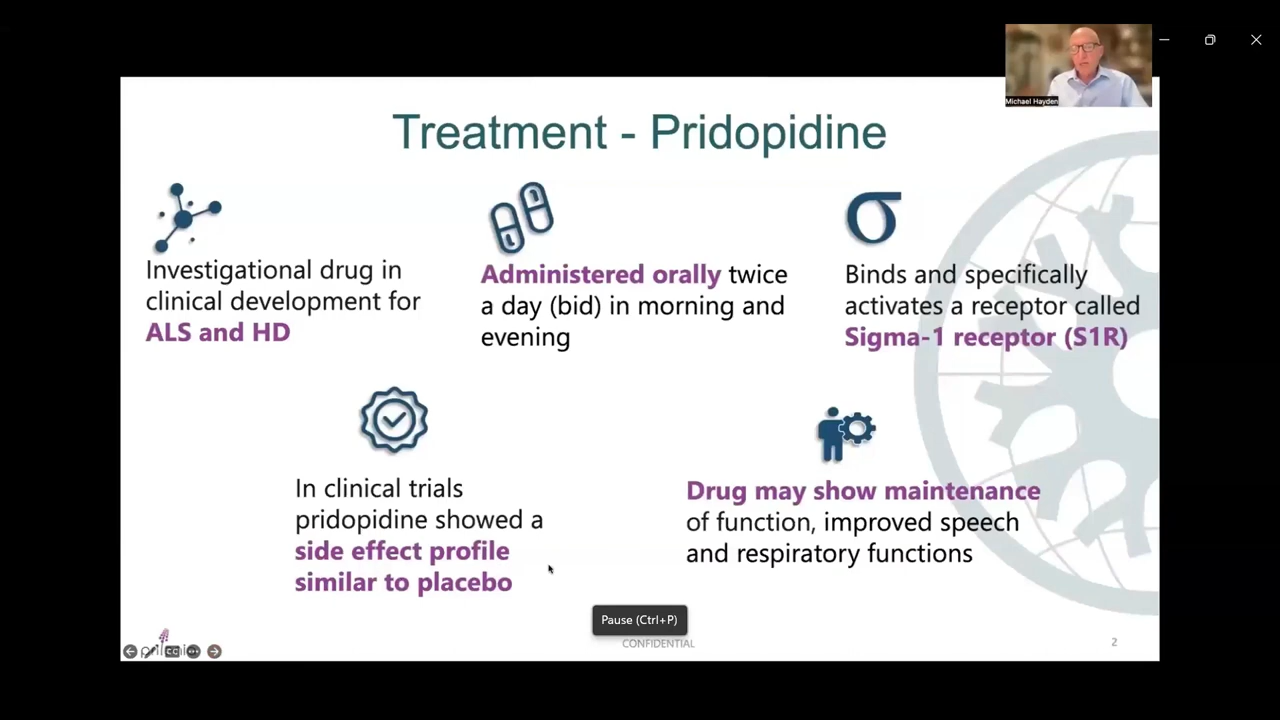 Michael Hayden
Treatment - Pridopidine
σ
Investigational drug in
clinical development for
ALS and HD
Administered orally twice
a day (bid) in morning and
evening
Binds and specifically
activates a receptor called
Sigma-1 receptor (S1R)
In clinical trials
pridopidine showed a
side effect profile
similar to placebo
Drug may show maintenance
of function, improved speech
and respiratory functions
Pause (Ctrl+P)
CONFIDENTIAL
2